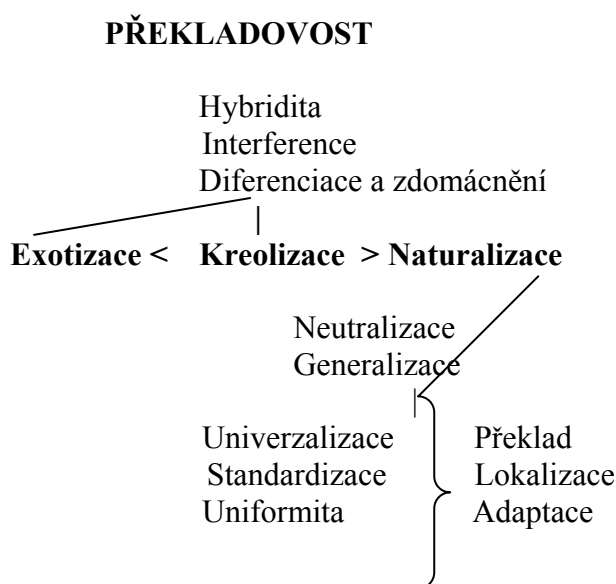 PŘEKLADOVOST
Hybridita
Interference
Diferenciace a zdomácnění
Exotizace < Kreolizace > Naturalizace
Neutralizace
Generalizace
Univerzalizace Překlad
Standardizace Lokalizace
Uniformita Adaptace